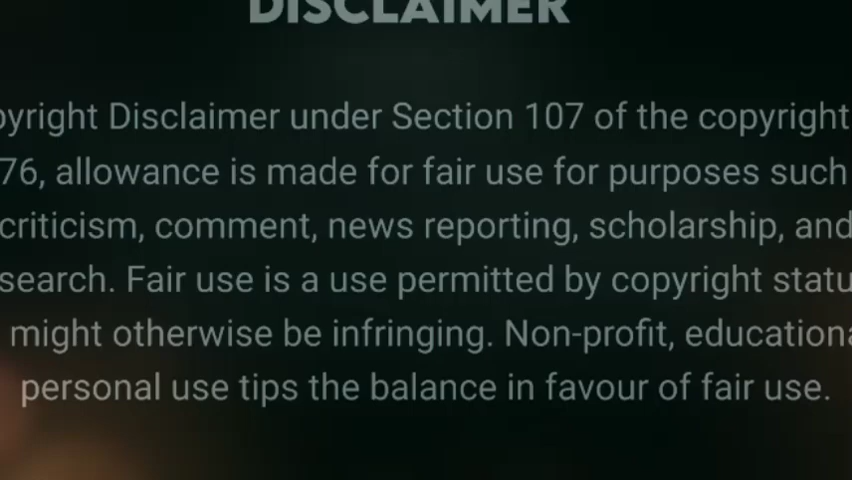 DISCLAIMER
pyright Disclaimer under Section 107 of the copyright
76, allowance is made for fair use for purposes such
criticism, comment, news reporting, scholarship, and
search. Fair use is a use permitted by copyright statu
might otherwise be infringing. Non-profit, educationa
personal use tips the balance in favour of fair use.